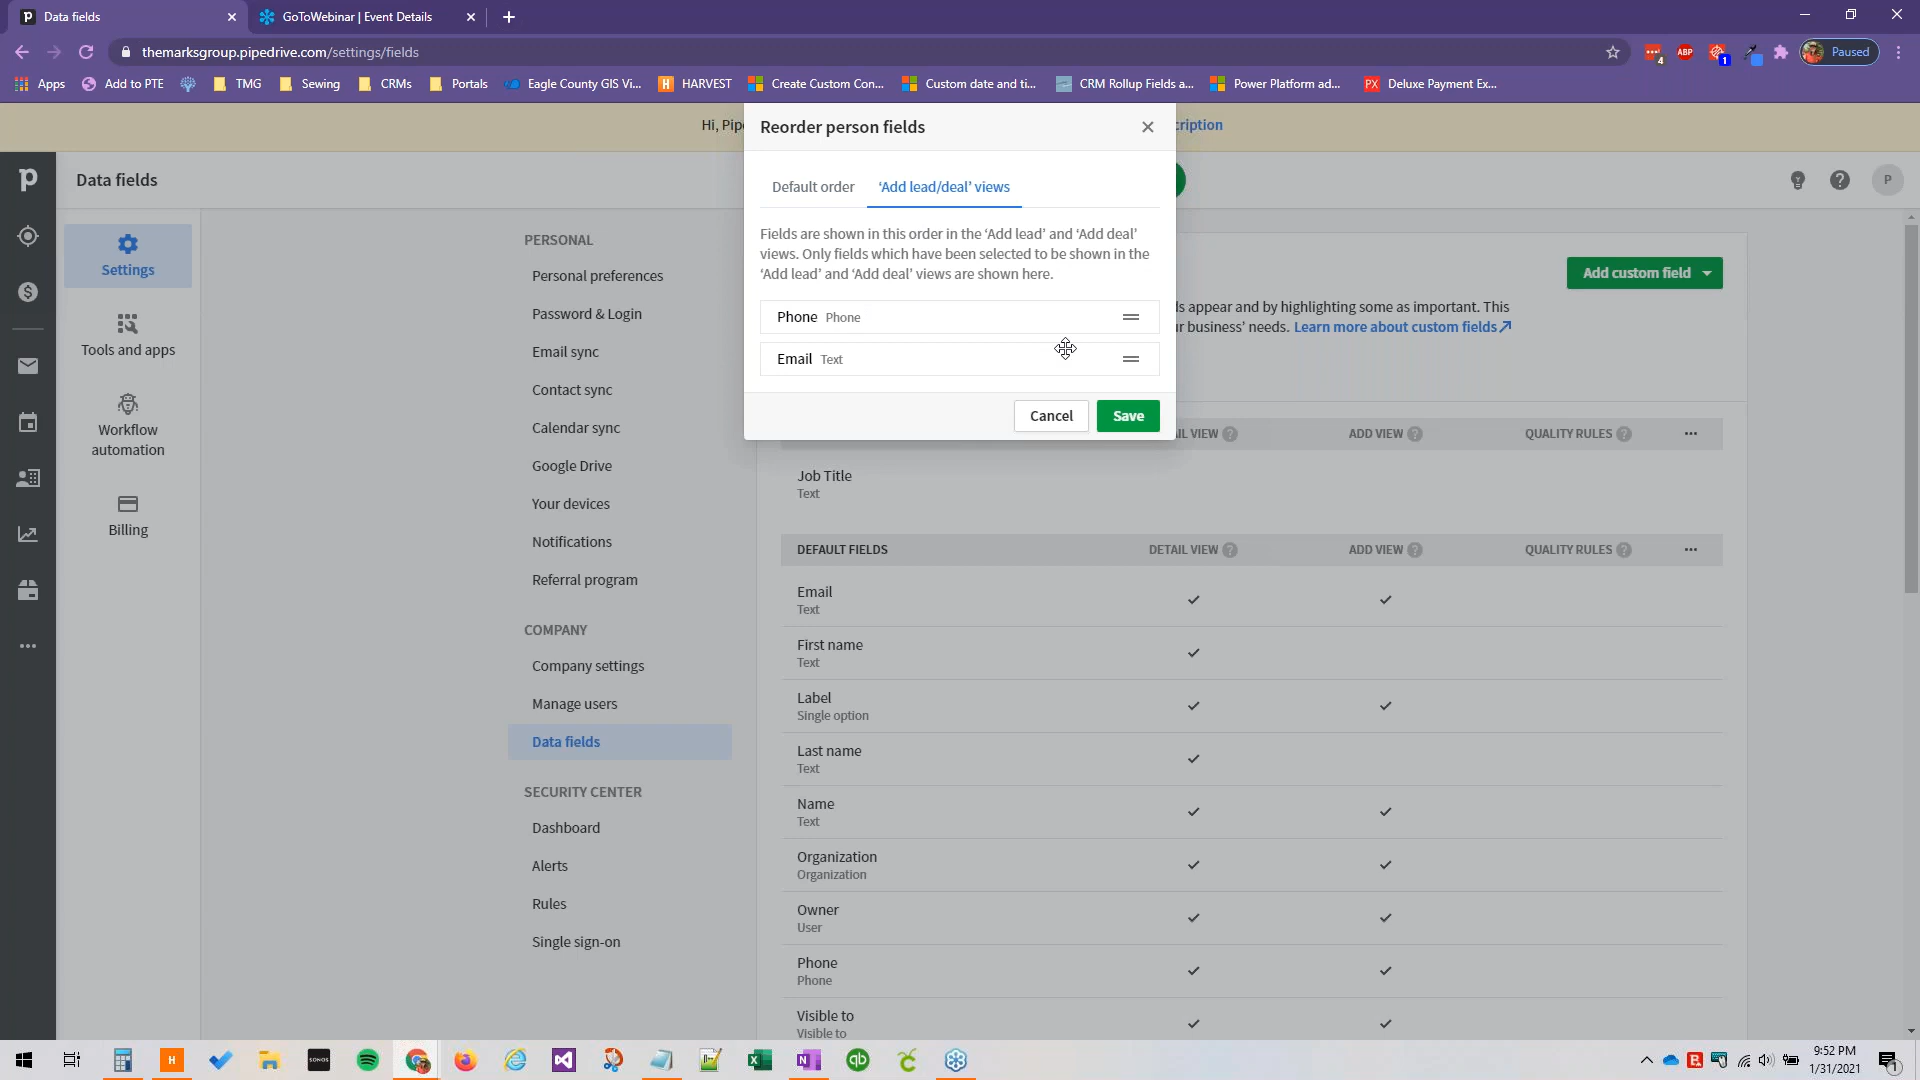 Data fields
GoToWebinar | Event Details
themarksgroup.pipedrive.com/settings/fields
4
ABP
1
Paused
Apps
Add to PTE
TMG
Sewing
CRMs
Portals
Eagle County GIS Vi...
H HARVEST
Create Custom Con...
Custom date and ti...
CRM Rollup Fields a...
Power Platform ad...
PX Deluxe Payment Ex...
Hi, Pip
cription
Data fields
P
Reorder person fields
Default order
'Add lead/deal' views
Fields are shown in this order in the 'Add lead' and 'Add deal'
views. Only fields which have been selected to be shown in the
'Add lead' and 'Add deal' views are shown here.
Phone Phone
Email Text
Cancel
Save
Settings
Tools and apps
Workflow
automation
Billing
PERSONAL
Personal preferences
Password & Login
Email sync
Contact sync
Calendar sync
Google Drive
Your devices
Notifications
Referral program
COMPANY
Company settings
Manage users
Data fields
SECURITY CENTER
Dashboard
Alerts
Rules
Single sign-on
Add custom field
ls appear and by highlighting some as important. This
ur business' needs. Learn more about custom fields
IL VIEW ?
ADD VIEW ?
QUALITY RULES ?
Job Title
Text
DEFAULT FIELDS
DETAIL VIEW ?
ADD VIEW ?
QUALITY RULES ?
Email
Text
First name
Text
Label
Single option
Last name
Text
Name
Text
Organization
Organization
Owner
User
Phone
Phone
Visible to
Visible to
H
SONOS
N
qb
9:52 PM
1/31/2021
1